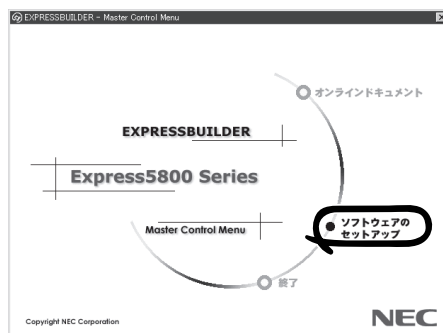 EXPRESSBUILDER - Master Control Menu
オンラインドキュメント
EXPRESSBUILDER
Express5800 Series
Master Control Menu
ソフトウェアの
セットアップ
終了
Copyright NEC Corporation
NEC